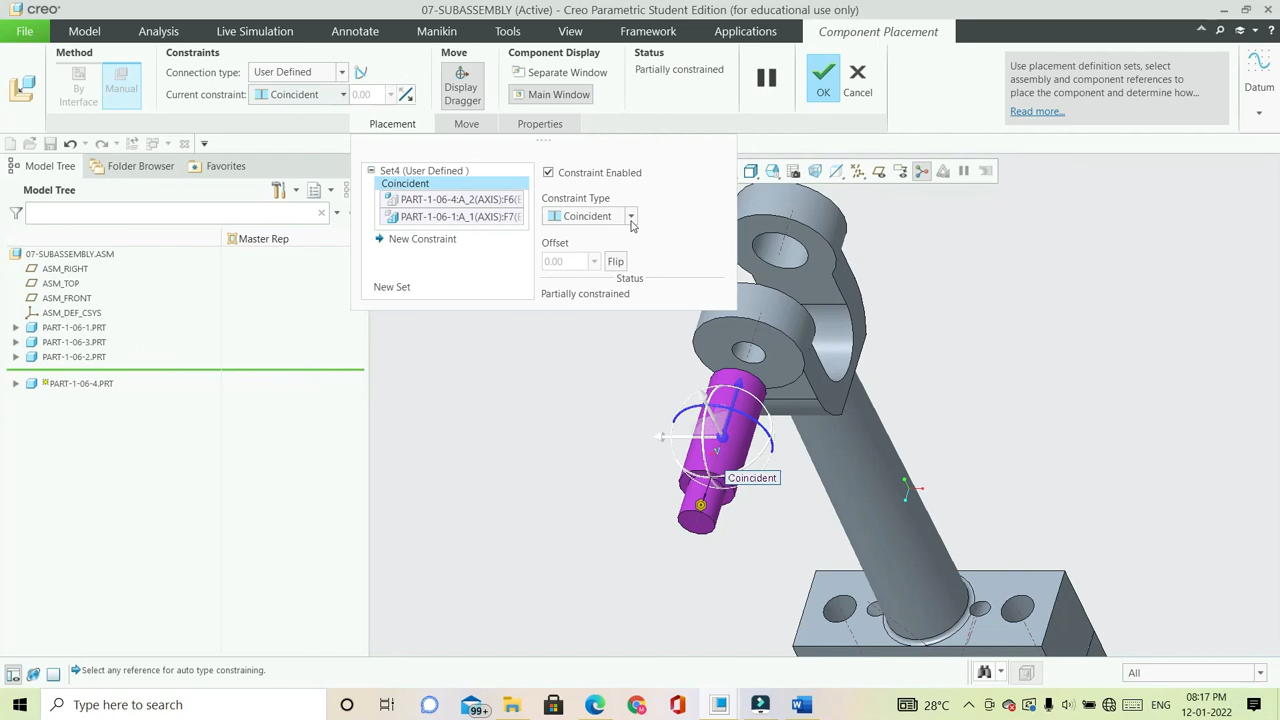 creo
07-SUBASSEMBLY (Active) - Creo Parametric Student Edition (for educational use only)
File Model Analysis Live Simulation Annotate Manikin Tools View Framework Applications Component Placement
Method Constraints Move Component Display Status
By Interface
Manual
Connection type: User Defined
Current constraint: Coincident 0.00
Display Dragger
Separate Window
Main Window
Partially constrained
OK
Cancel
Use placement definition sets, select
assembly and component references to
place the component and determine how...
Read more...
Datum
Placement Move Properties
Model Tree Folder Browser Favorites
Model Tree
Master Rep
07-SUBASSEMBLY.ASM
ASM_RIGHT
ASM_TOP
ASM_FRONT
ASM_DEF_CSYS
PART-1-06-1.PRT
PART-1-06-3.PRT
PART-1-06-2.PRT
PART-1-06-4.PRT
Set4 (User Defined )
Coincident
PART-1-06-4:A_2(AXIS):F6(
PART-1-06-1:A_1(AXIS):F7(
New Constraint
New Set
Constraint Enabled
Constraint Type
Coincident
Offset
0.00 Flip
Status
Partially constrained
Coincident
Select any reference for auto type constraining.
All
Type here to search
99+
28°C
ENG
08:17 PM
12-01-2022